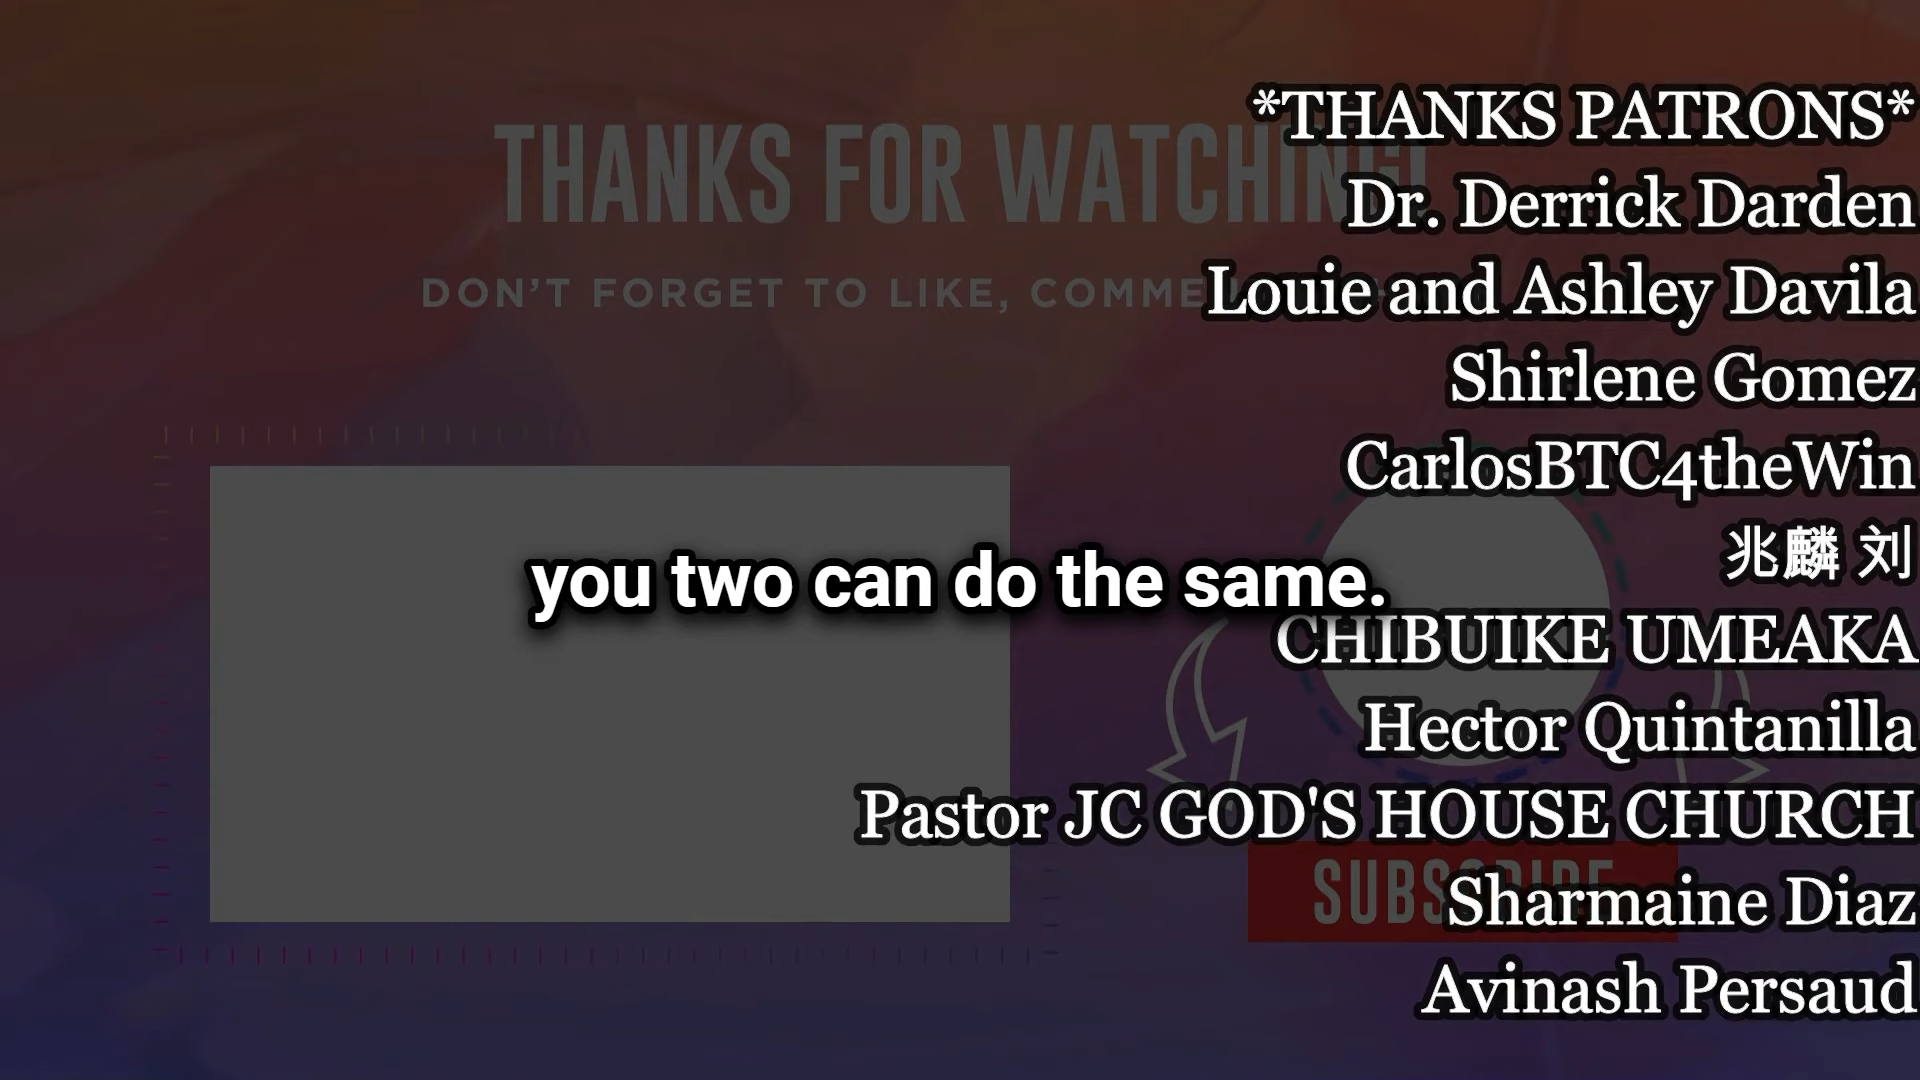 *THANKS PATRONS*
THANKS FOR WATCHING!
Dr. Derrick Darden
DON'T FORGET TO LIKE,
Louie and Ashley Davila
Shirlene Gomez
CarlosBTC4theWin
兆麟 刘
you two can do the same.
CHIBUIKE UMEAKA
Hector Quintanilla
Pastor JC GOD'S HOUSE CHURCH
SUBSCRIBE
Sharmaine Diaz
Avinash Persaud